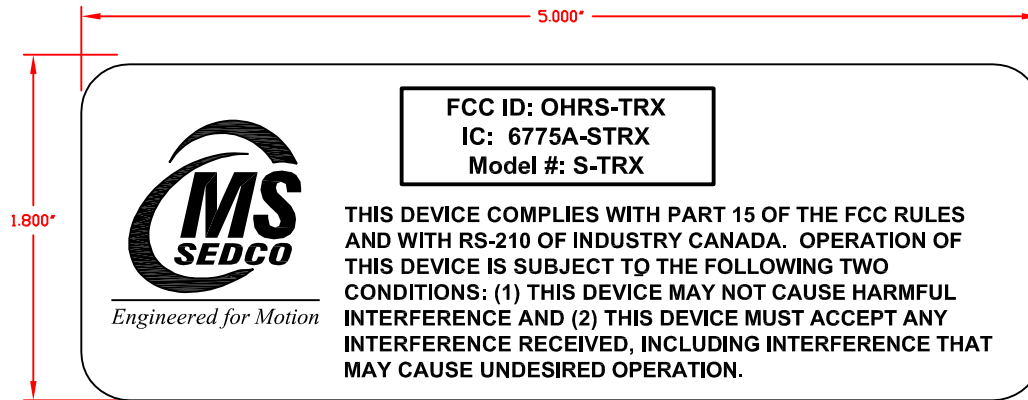 5.000"
1.800"
FCC ID: OHRS-TRX
IC: 6775A-STRX
Model #: S-TRX
MS
SEDCO
Engineered for Motion
THIS DEVICE COMPLIES WITH PART 15 OF THE FCC RULES
AND WITH RS-210 OF INDUSTRY CANADA. OPERATION OF
THIS DEVICE IS SUBJECT TO THE FOLLOWING TWO
CONDITIONS: (1) THIS DEVICE MAY NOT CAUSE HARMFUL
INTERFERENCE AND (2) THIS DEVICE MUST ACCEPT ANY
INTERFERENCE RECEIVED, INCLUDING INTERFERENCE THAT
MAY CAUSE UNDESIRED OPERATION.